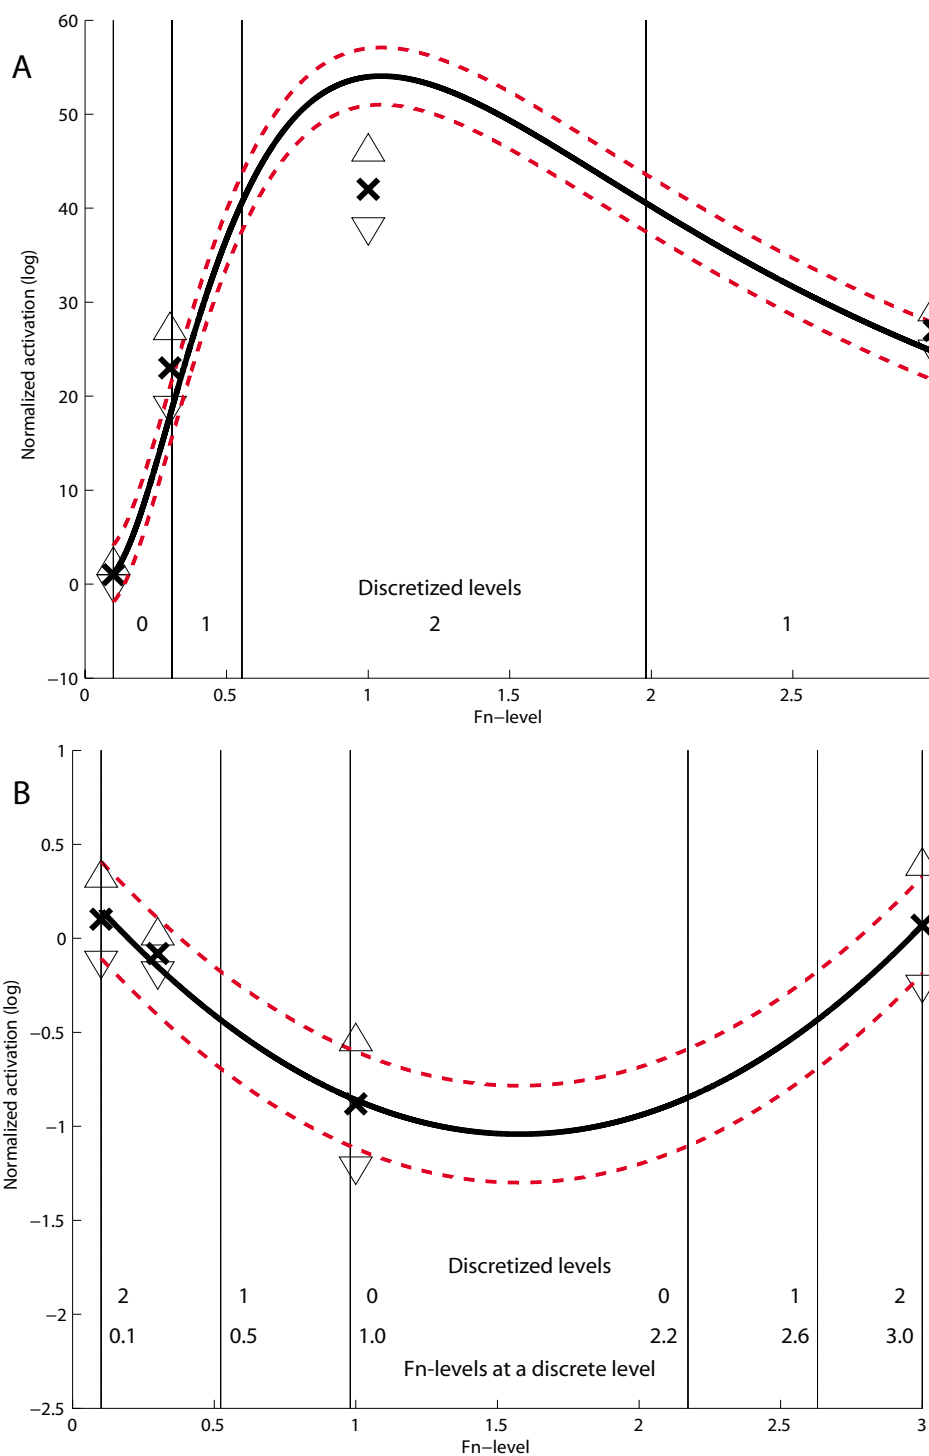 A
60
50
40
30
20
10
0
−10
Normalized activation (log)
Discretized levels
0 1 2 1
0 0.5 1 1.5 2 2.5
Fn−level
B
1
0.5
0
−0.5
−1
−1.5
−2
−2.5
Normalized activation (log)
Discretized levels
2 1 0 0 1 2
0.1 0.5 1.0 2.2 2.6 3.0
Fn-levels at a discrete level
0 0.5 1 1.5 2 2.5 3
Fn−level